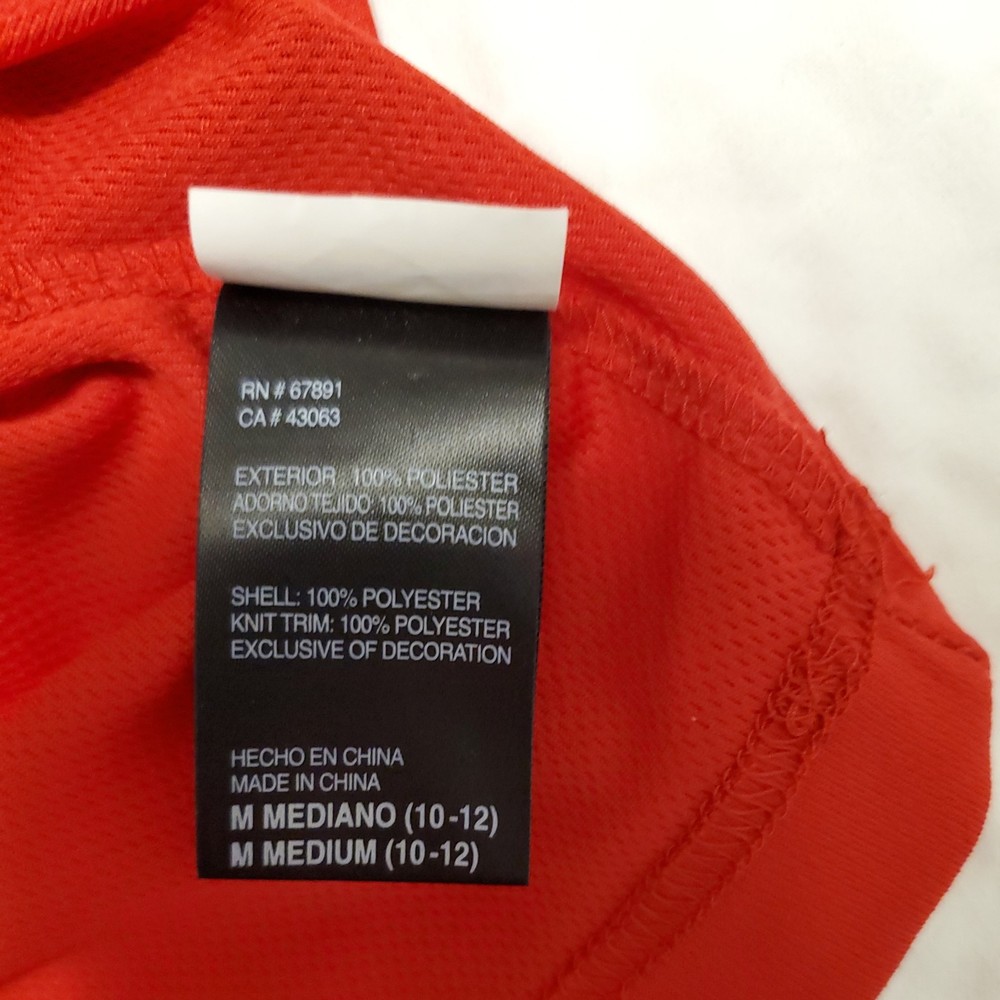 RN # 67891
CA # 43063
EXTERIOR 100% POLIESTER
ADORNO TEJIDO 100% POLIESTER
EXCLUSIVO DE DECORACION
SHELL: 100% POLYESTER
KNIT TRIM: 100% POLYESTER
EXCLUSIVE OF DECORATION
HECHO EN CHINA
MADE IN CHINA
M MEDIANO (10-12)
M MEDIUM (10-12)